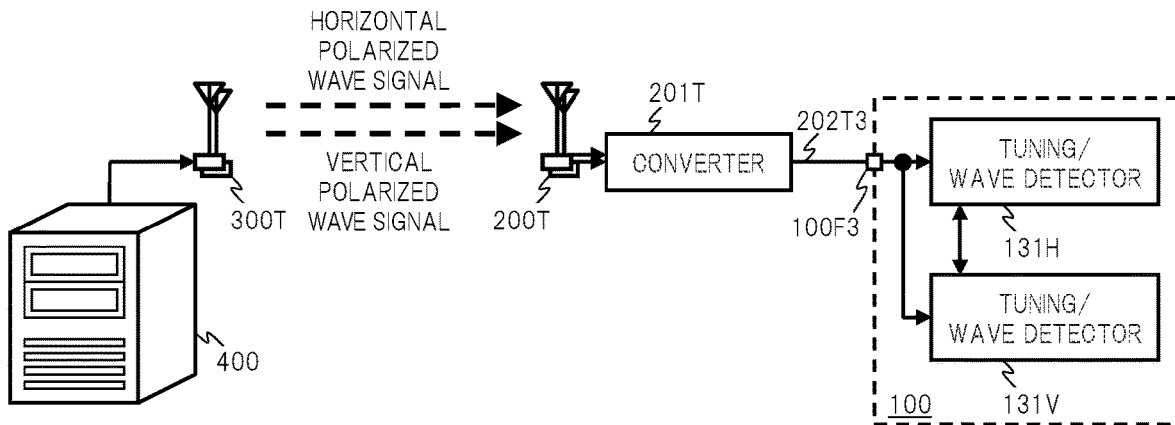 HORIZONTAL
POLARIZED
WAVE SIGNAL
VERTICAL
POLARIZED
WAVE SIGNAL
300T
400
200T
201T
CONVERTER
202T3
100F3
TUNING/
WAVE DETECTOR
131H
TUNING/
WAVE DETECTOR
131V
100